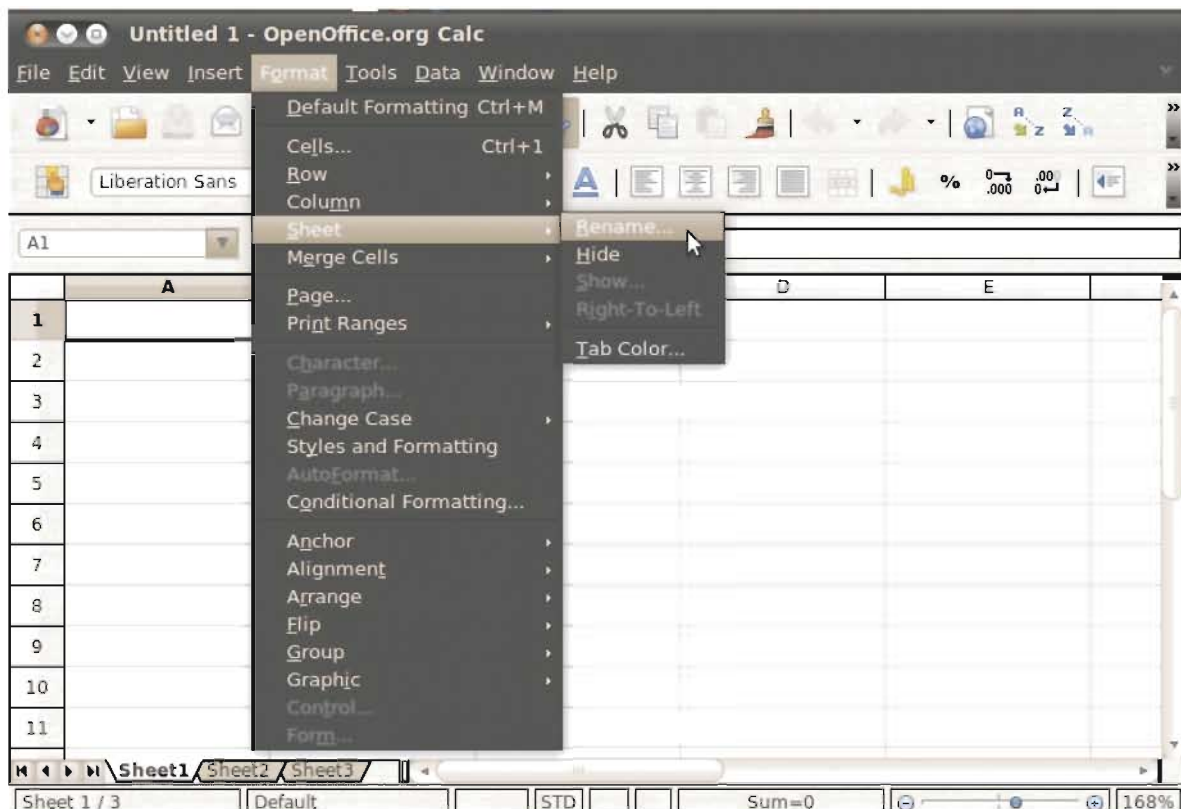 Untitled 1 - OpenOffice.org Calc
File Edit View Insert Format Tools Data Window Help
Default Formatting Ctrl+M
Cells... Ctrl+1
Liberation Sans
Row
Column
A1
Sheet
Rename...
Merge Cells
Hide
Show...
Page...
Right-To-Left
Print Ranges
Tab Color...
A D E
Character...
Paragraph...
Change Case
Styles and Formatting
AutoFormat...
Conditional Formatting...
Anchor
Alignment
Arrange
Flip
Group
Graphic
Control...
Form...
1
2
3
4
5
6
7
8
9
10
11
Sheet1 Sheet2 Sheet3
Sheet 1 / 3 Default STD Sum=0 168%